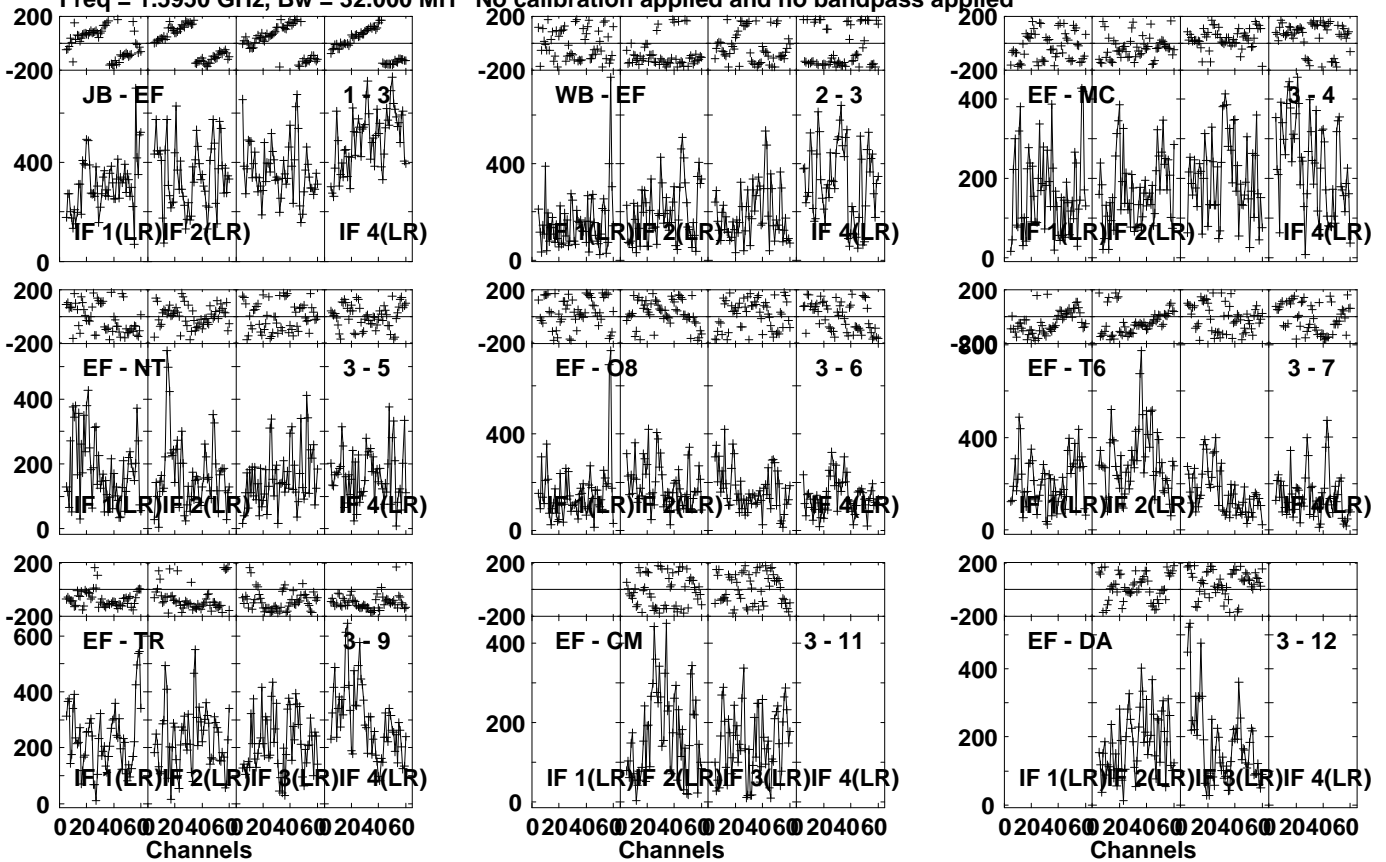 Freq = 1.5950 GHz, Bw = 32.000 MH No calibration applied and no bandpass applied
200
-200
JB - EF 1 - 3
400
IF 1(LR) IF 2(LR) IF 4(LR)
0
200
-200
WB - EF 2 - 3
400
IF 1(LR) IF 2(LR) IF 4(LR)
0
200
-200
EF - MC 3 - 4
400
200
IF 1(LR) IF 2(LR) IF 4(LR)
0
200
-200
EF - NT 3 - 5
400
200
IF 1(LR) IF 2(LR) IF 4(LR)
0
200
-200
EF - O8 3 - 6
400
IF 1(LR) IF 2(LR) IF 4(LR)
0
200
-200
800
EF - T6 3 - 7
400
IF 1(LR) IF 2(LR) IF 4(LR)
0
200
-200
600
EF - TR 3 - 9
400
200
IF 1(LR) IF 2(LR) IF 3(LR) IF 4(LR)
0
0 20 40 60 0 20 40 60 0 20 40 60 0 20 40 60
Channels
200
-200
EF - CM 3 - 11
400
200
IF 1(LR) IF 2(LR) IF 3(LR) IF 4(LR)
0
0 20 40 60 0 20 40 60 0 20 40 60 0 20 40 60
Channels
200
-200
EF - DA 3 - 12
400
200
IF 1(LR) IF 2(LR) IF 3(LR) IF 4(LR)
0
0 20 40 60 0 20 40 60 0 20 40 60 0 20 40 60
Channels